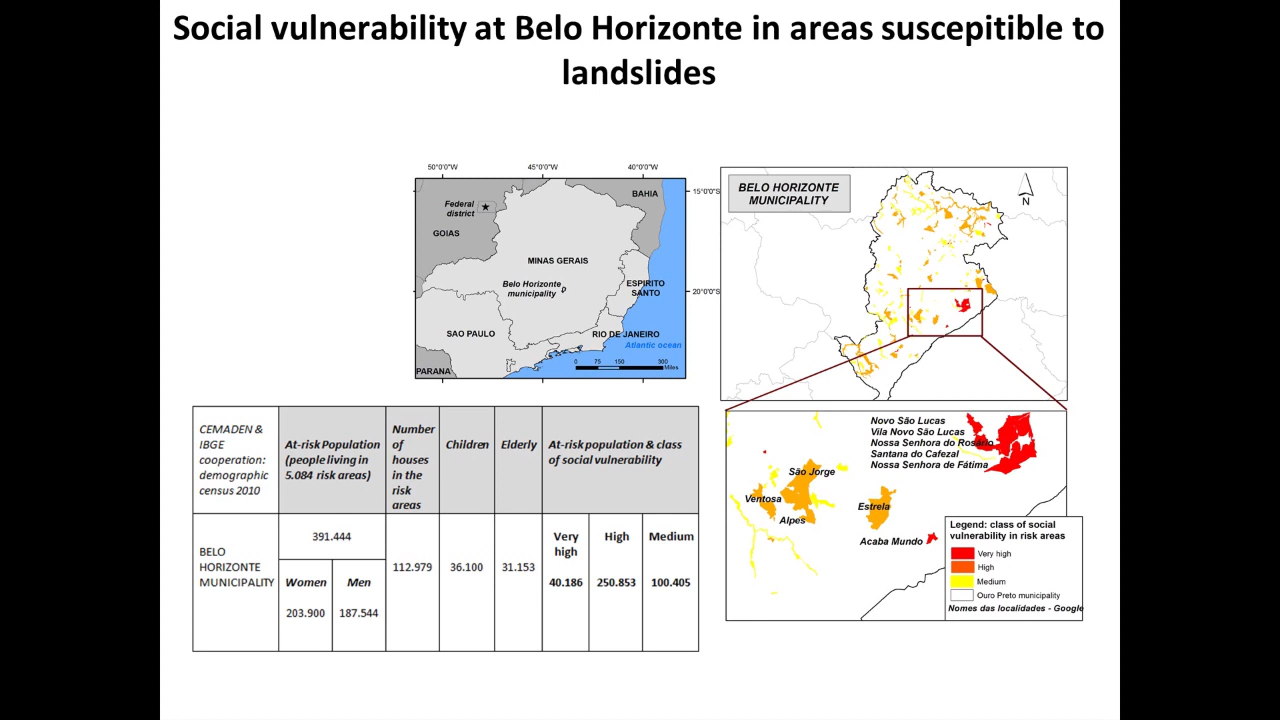 Social vulnerability at Belo Horizonte in areas suscepitible to
landslides
50°0'0"W
45°0'0"W
40°0'0"W
15°0'0"S
20°0'0"S
BAHIA
Federal
district
GOIAS
MINAS GERAIS
Belo Horizonte
municipality
ESPIRITO
SANTO
SAO PAULO
RIO DE JANEIRO
Atlantic ocean
PARANA
0 75 150 300
Miles
BELO HORIZONTE
MUNICIPALITY
N
Novo São Lucas
Vila Novo São Lucas
Nossa Senhora do Rosário
Santana do Cafezal
Nossa Senhora de Fátima
São Jorge
Ventosa
Alpes
Estrela
Acaba Mundo
Legend: class of social
vulnerability in risk areas
Very high
High
Medium
Ouro Preto municipality
Nomes das localidades - Google
CEMADEN &
IBGE
cooperation:
demographic
census 2010
At-risk Population
(people living in
5.084 risk areas)
Number
of
houses
in the
risk
areas
Children
Elderly
At-risk population & class
of social vulnerability
BELO
HORIZONTE
MUNICIPALITY
391.444
Women
Men
203.900
187.544
112.979
36.100
31.153
Very
high
High
Medium
40.186
250.853
100.405